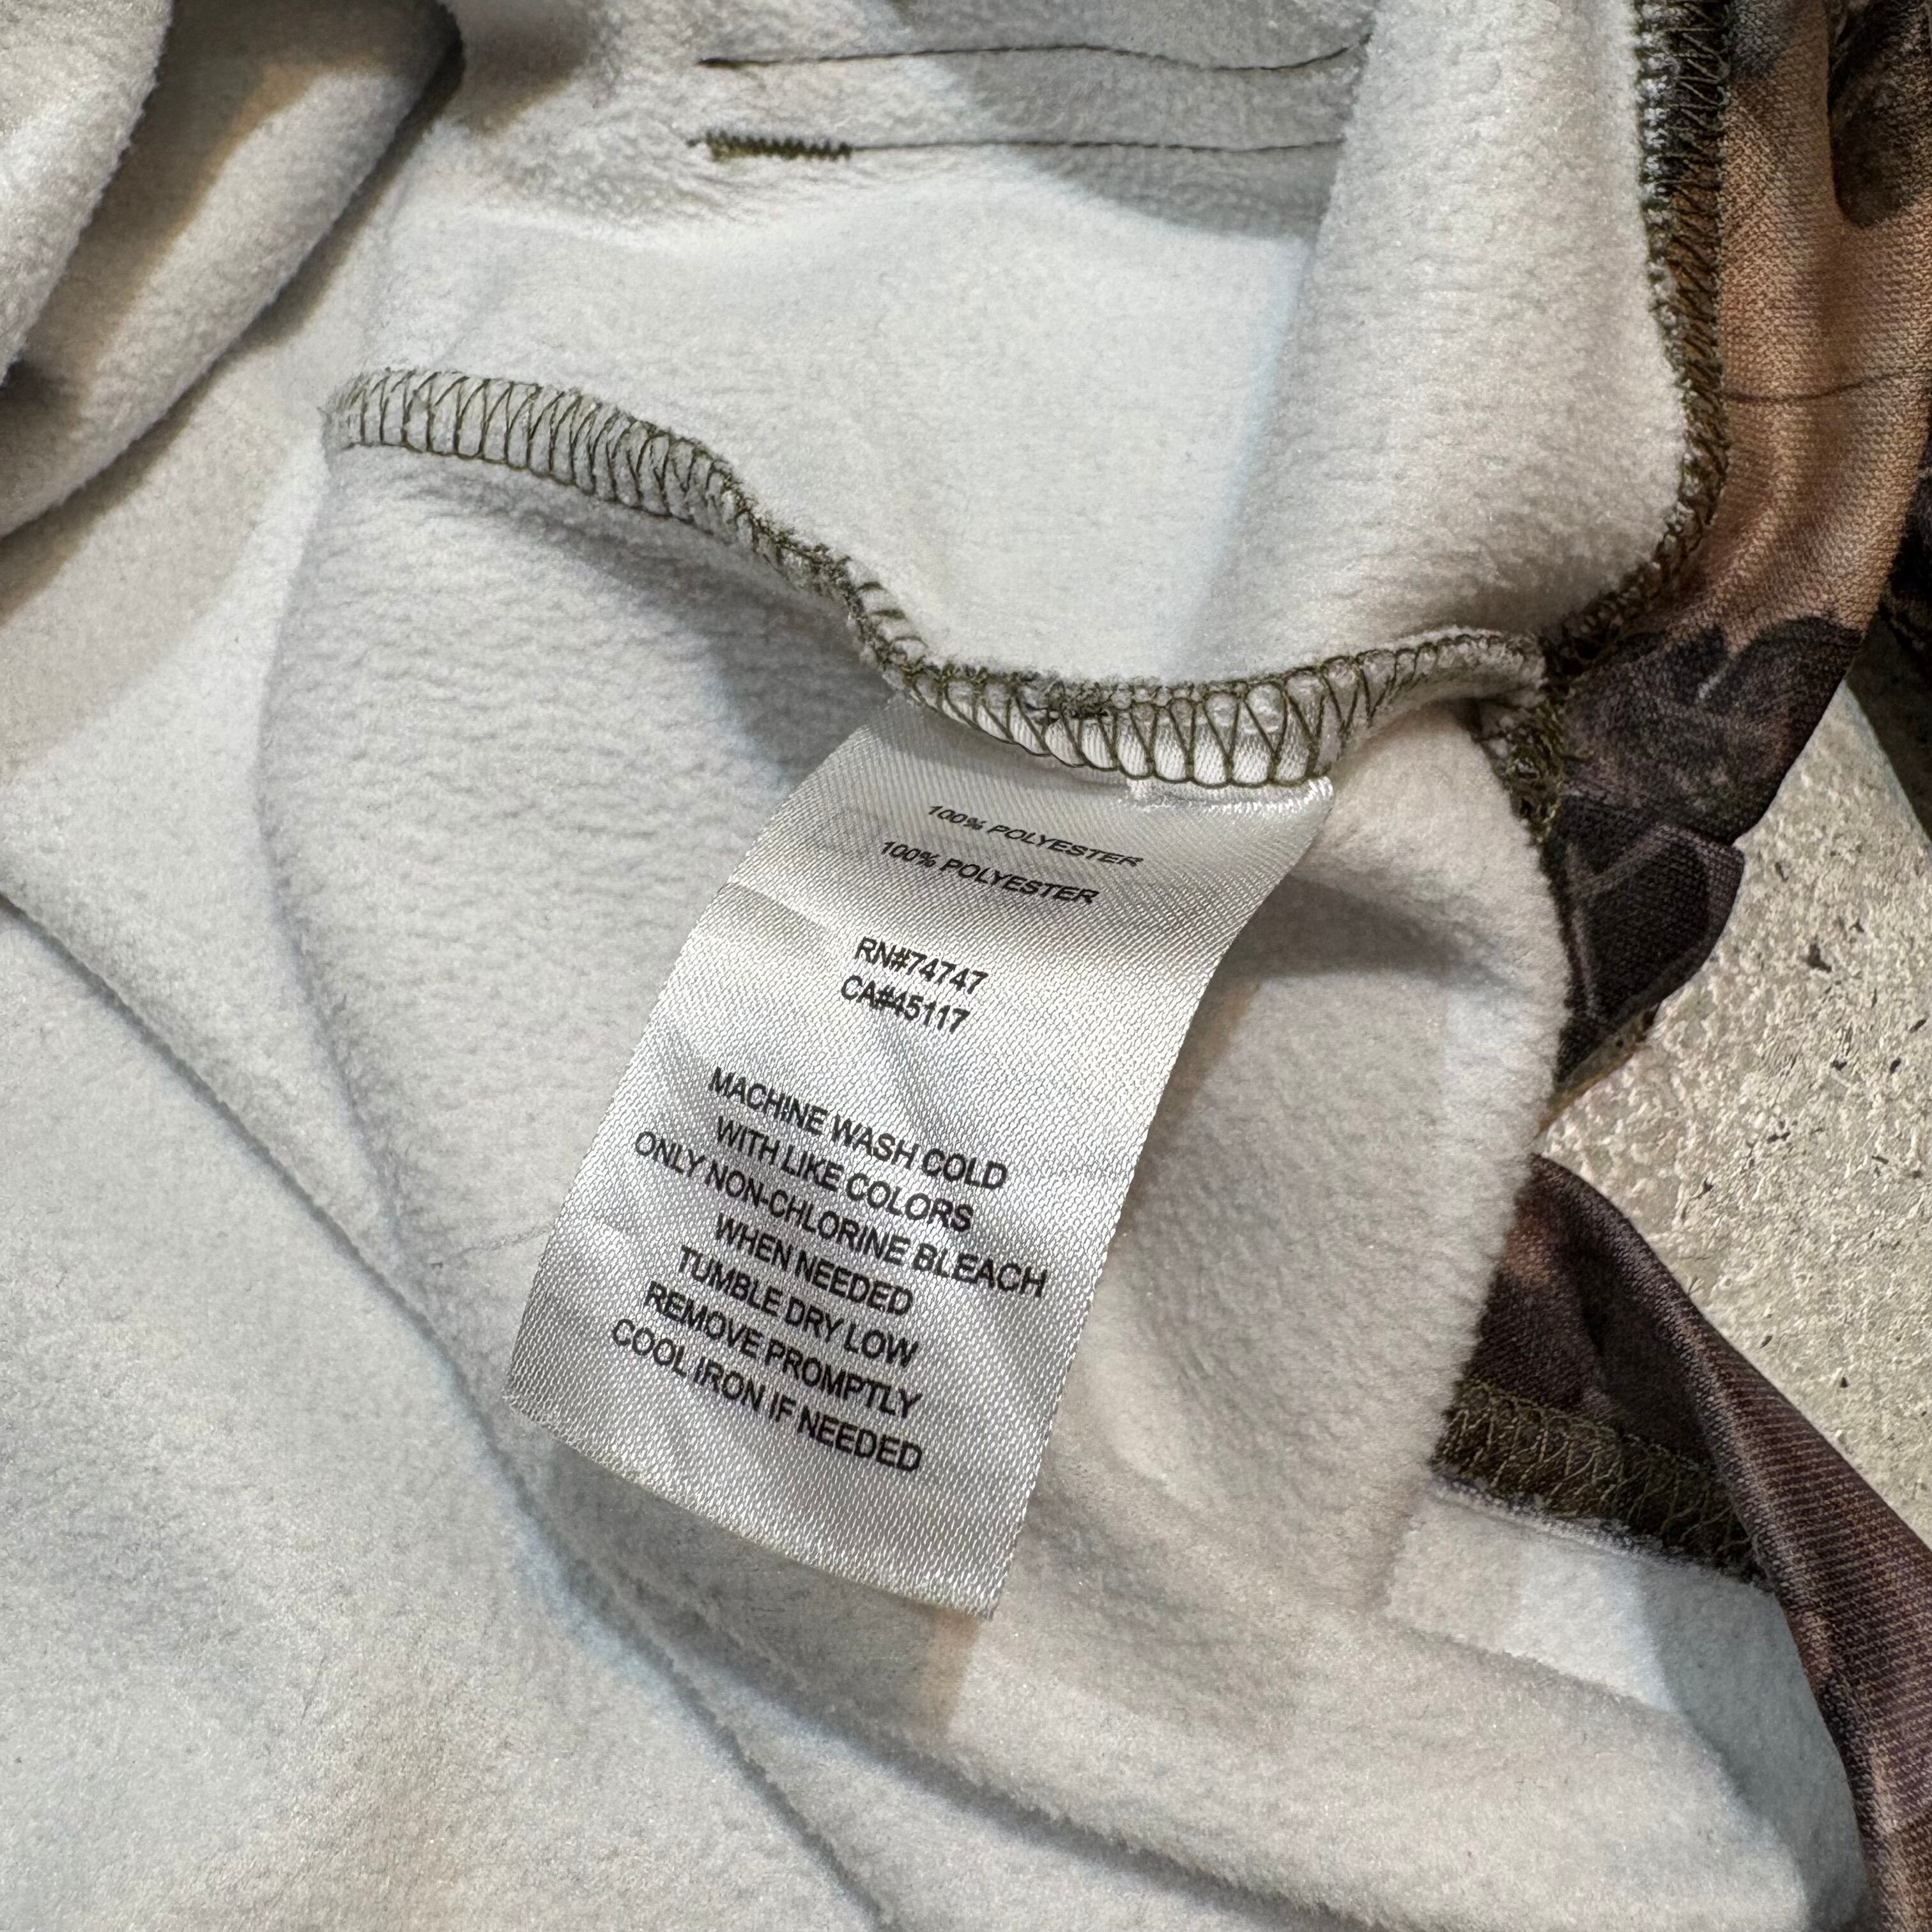 100% POLYESTER
100% POLYESTER
RN#74747
CA#45117
MACHINE WASH COLD
WITH LIKE COLORS
ONLY NON-CHLORINE BLEACH
WHEN NEEDED
TUMBLE DRY LOW
REMOVE PROMPTLY
COOL IRON IF NEEDED